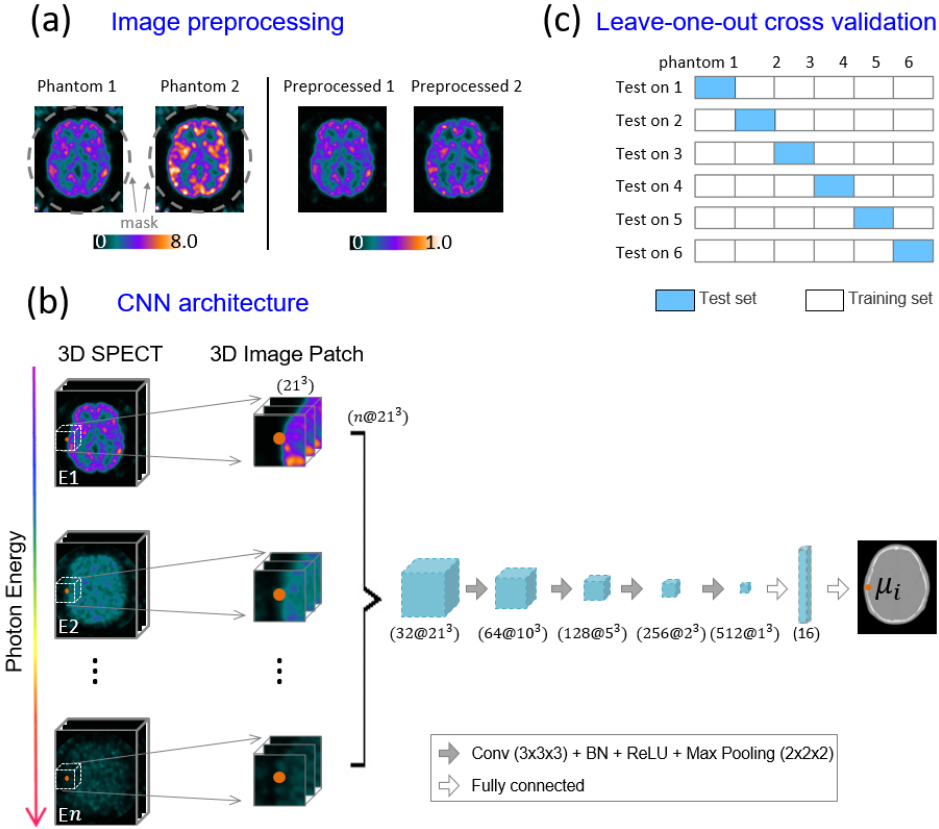 (a) Image preprocessing
Phantom 1 Phantom 2 Preprocessed 1 Preprocessed 2
mask
0 8.0 0 1.0
(c) Leave-one-out cross validation
phantom 1 2 3 4 5 6
Test on 1
Test on 2
Test on 3
Test on 4
Test on 5
Test on 6
Test set Training set
(b) CNN architecture
3D SPECT 3D Image Patch
(21³)
(n@21³)
E1
E2
En
Photon Energy
(32@21³) (64@10³) (128@5³) (256@2³) (512@1³) (16)
μᵢ
Conv (3x3x3) + BN + ReLU + Max Pooling (2x2x2)
Fully connected